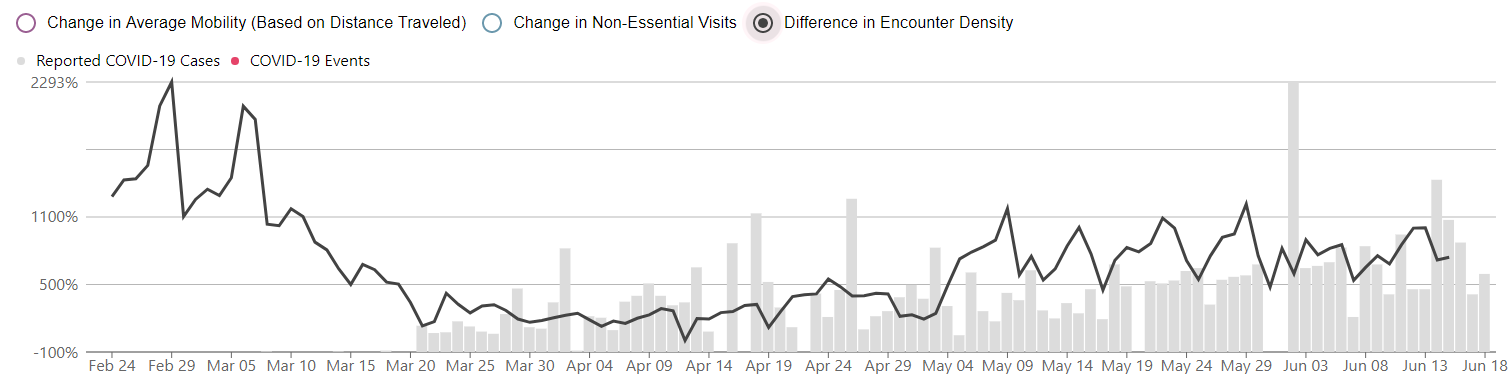 Change in Average Mobility (Based on Distance Traveled) Change in Non-Essential Visits Difference in Encounter Density
Reported COVID-19 Cases COVID-19 Events
2293%
1100%
500%
-100%
Feb 24 Feb 29 Mar 05 Mar 10 Mar 15 Mar 20 Mar 25 Mar 30 Apr 04 Apr 09 Apr 14 Apr 19 Apr 24 Apr 29 May 04 May 09 May 14 May 19 May 24 May 29 Jun 03 Jun 08 Jun 13 Jun 18